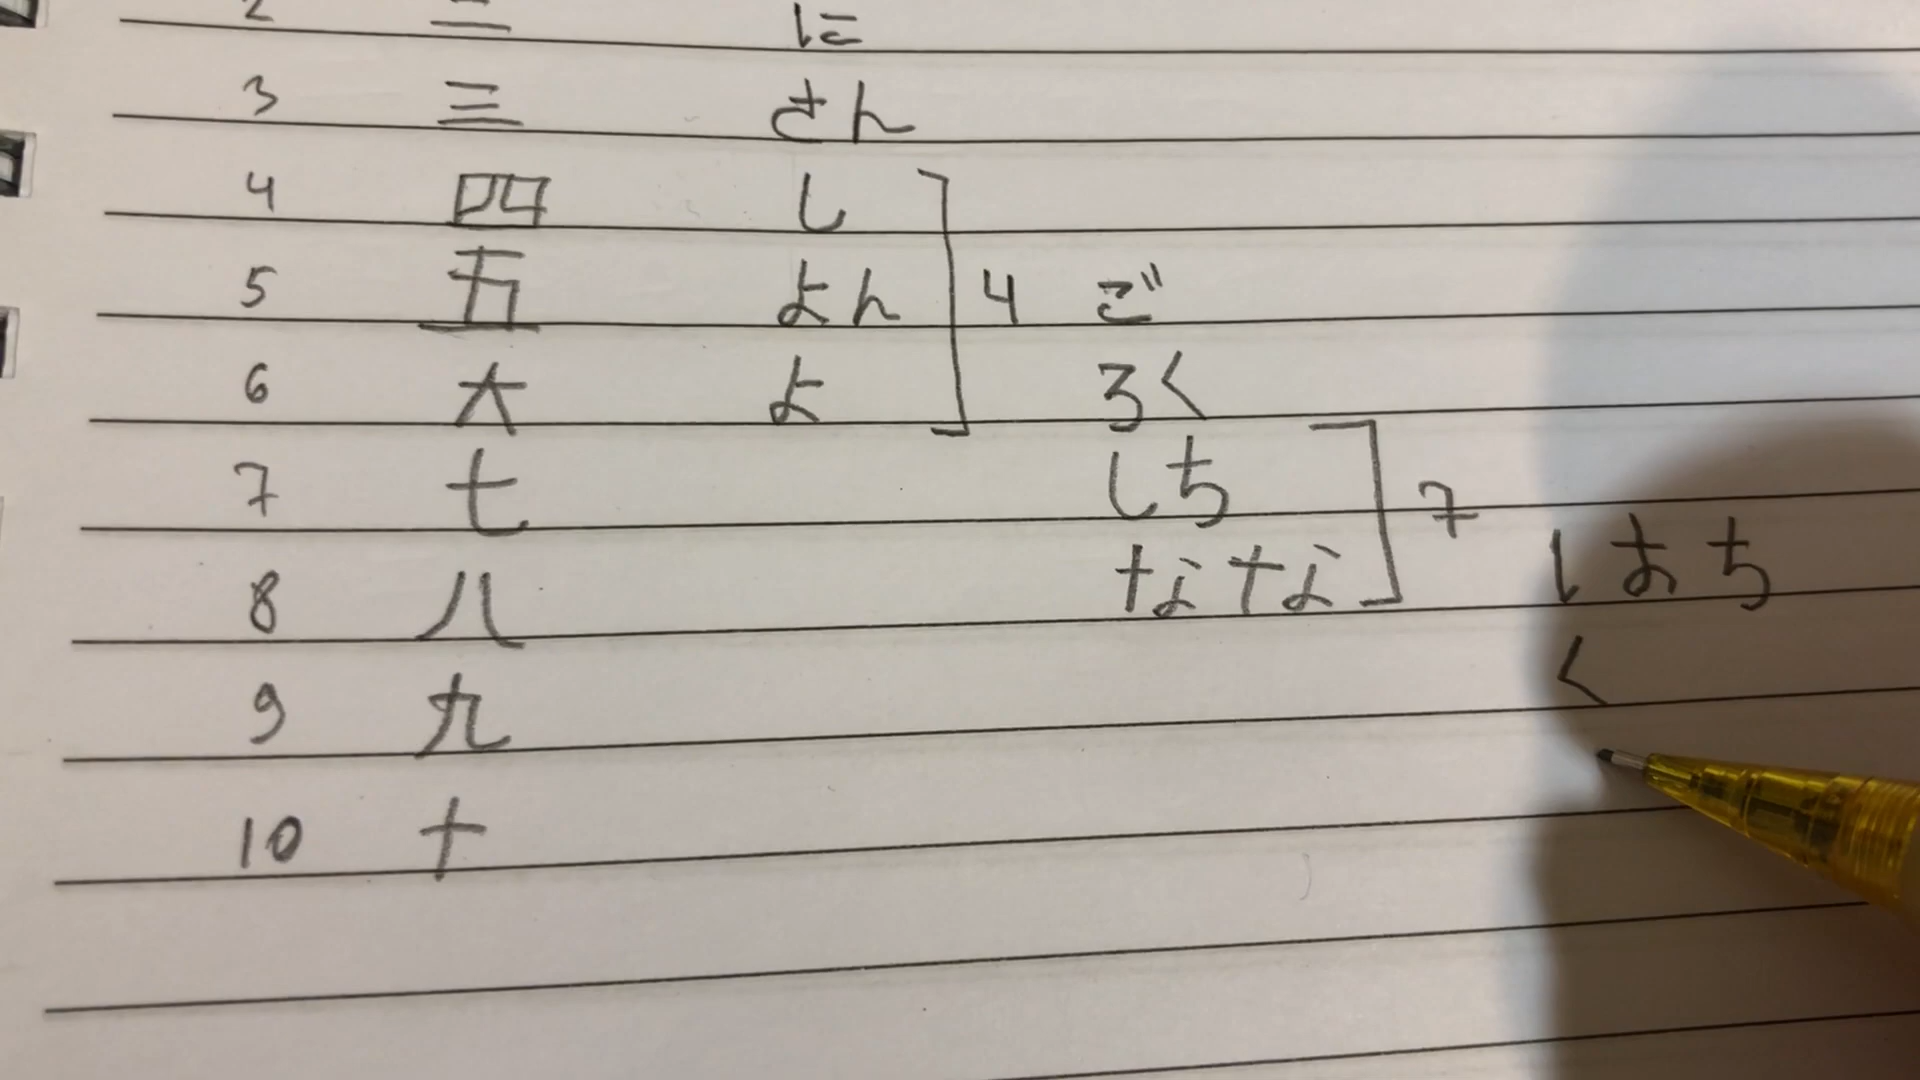 2 二 に
3 三 さん
4 四 し
5 五 よん 4 ご
6 六 よ ろく
7 七 しち 7
8 八 なな はち
9 九 く
10 十